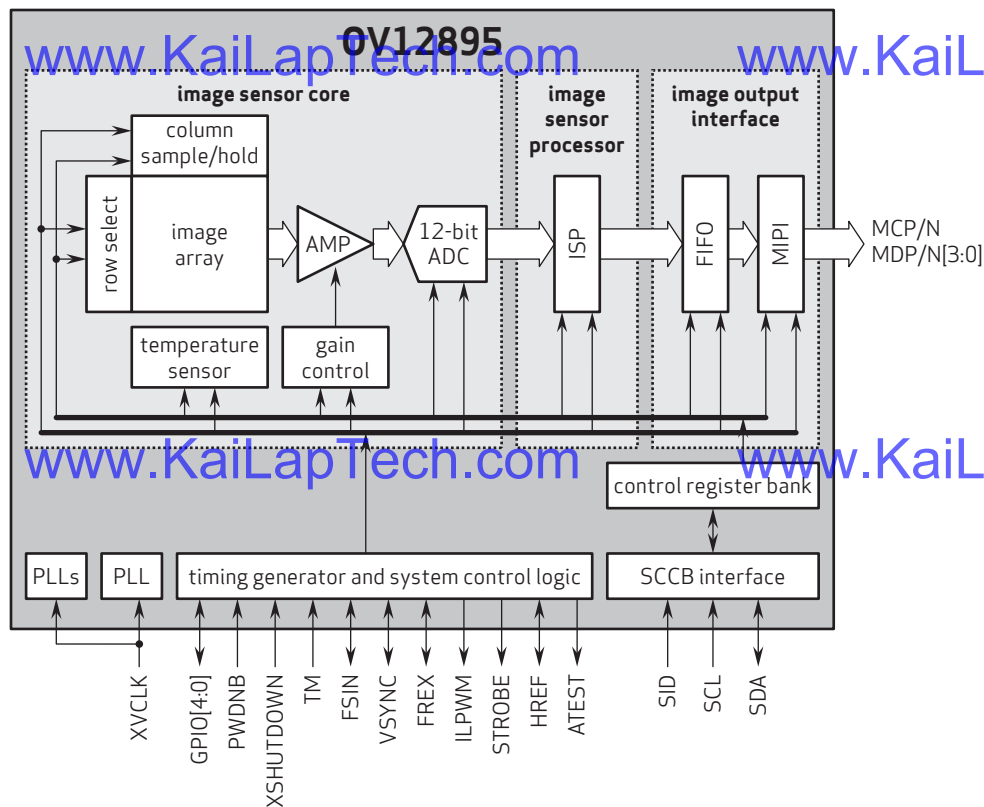 OV12895
www.KaiLapTech.com
www.KaiL
image sensor core
image
sensor
processor
image output
interface
column
sample/hold
row select
image
array
AMP
12-bit
ADC
ISP
FIFO
MIPI
MCP/N
MDP/N[3:0]
temperature
sensor
gain
control
www.KaiLapTech.com
www.KaiL
control register bank
PLLs
PLL
timing generator and system control logic
SCCB interface
XVCLK
GPIO[4:0]
PWDNB
XSHUTDOWN
TM
FSIN
VSYNC
FREX
ILPWM
STROBE
HREF
ATEST
SID
SCL
SDA